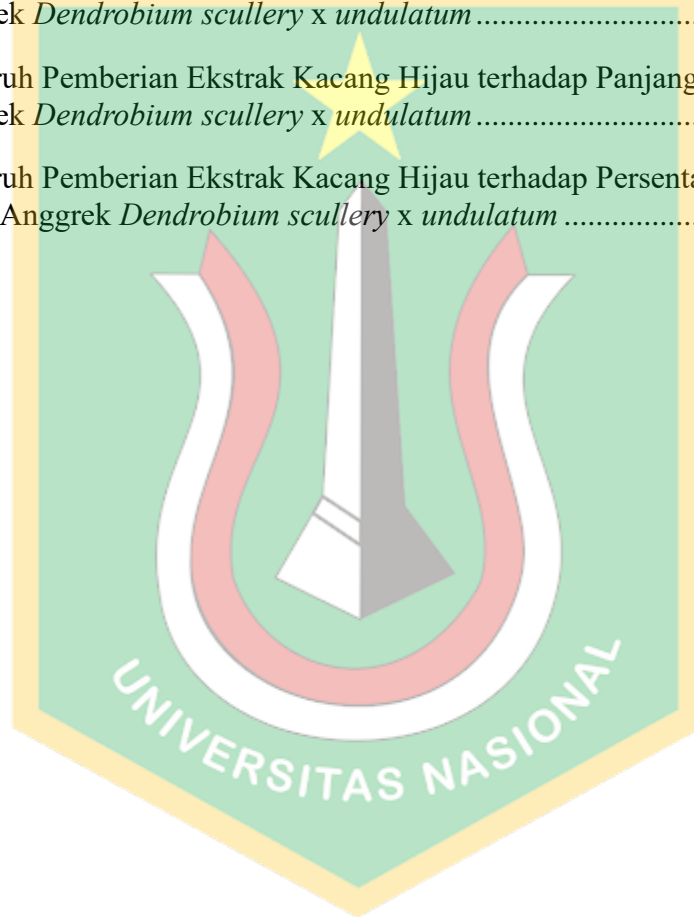 ek Dendrobium scullery x undulatum ............................
ruh Pemberian Ekstrak Kacang Hijau terhadap Panjang
ek Dendrobium scullery x undulatum ............................
ruh Pemberian Ekstrak Kacang Hijau terhadap Persenta
Anggrek Dendrobium scullery x undulatum .................
UNIVERSITAS NASIONAL